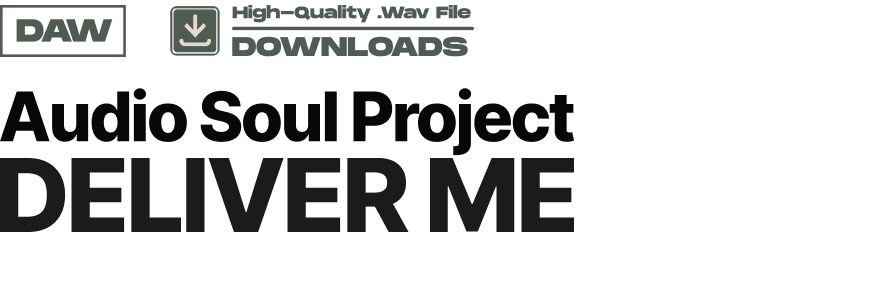 DAW
High-Quality .Wav File
DOWNLOADS
Audio Soul Project
DELIVER ME